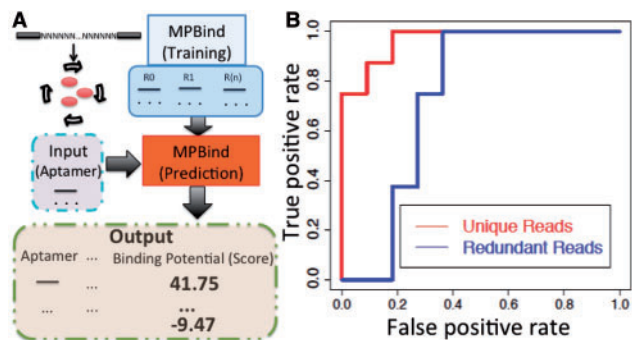 A
NNNNNN...NNNNNN
MPBind
(Training)
R0 R1 R(n)
. . . . . . . . .
Input
(Aptamer)
. . .
MPBind
(Prediction)
Output
Aptamer ... Binding Potential (Score)
... 41.75
... ... ...
-9.47
B
True positive rate
1.0
0.8
0.6
0.4
0.2
0.0
Unique Reads
Redundant Reads
0.0 0.2 0.4 0.6 0.8 1.0
False positive rate